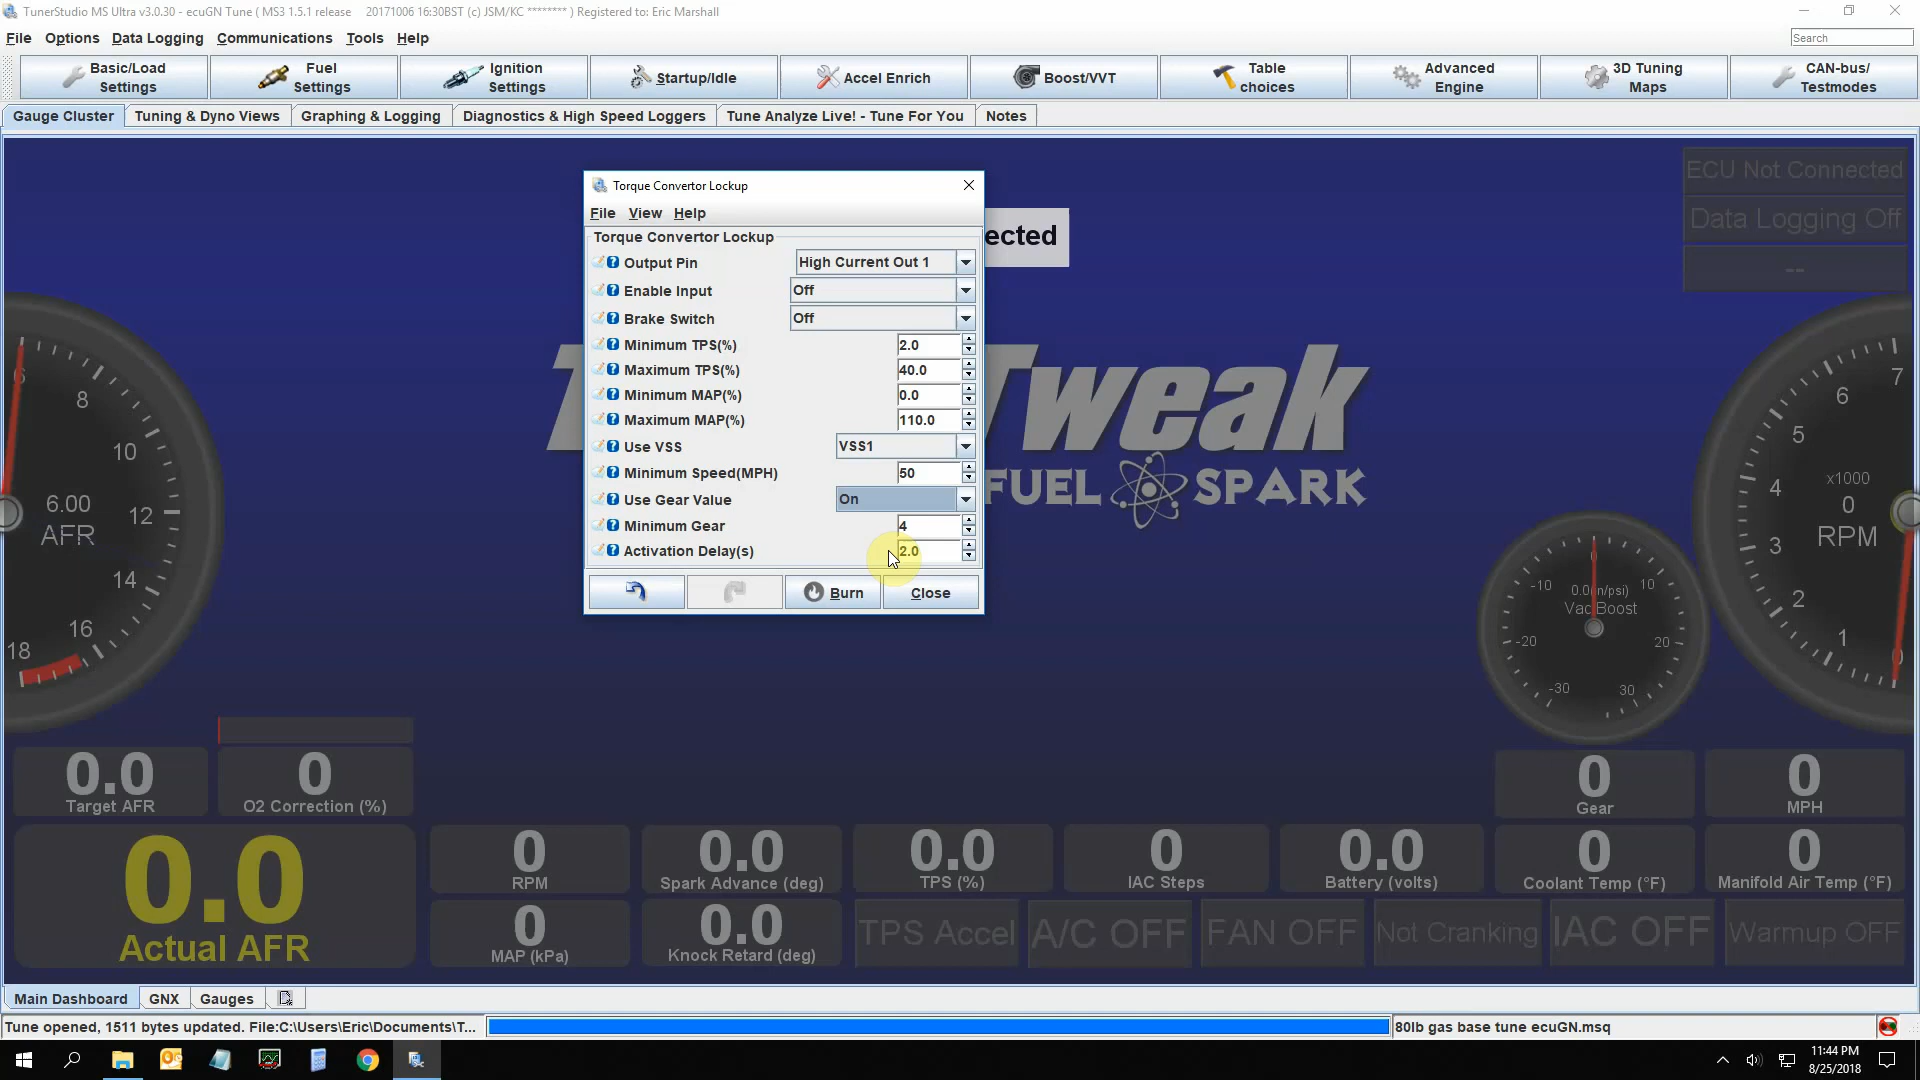 TunerStudio MS Ultra v3.0.30 - ecuGN Tune ( MS3 1.5.1 release 20171006 16:30BST (c) JSM/KC ******** ) Registered to: Eric Marshall
File Options Data Logging Communications Tools Help
Search
Basic/Load Settings
Fuel Settings
Ignition Settings
Startup/Idle
Accel Enrich
Boost/VVT
Table choices
Advanced Engine
3D Tuning Maps
CAN-bus/ Testmodes
Gauge Cluster
Tuning & Dyno Views
Graphing & Logging
Diagnostics & High Speed Loggers
Tune Analyze Live! - Tune For You
Notes
ECU Not Connected
Data Logging Off
--
ected
Torque Convertor Lockup
File View Help
Torque Convertor Lockup
Output Pin High Current Out 1
Enable Input Off
Brake Switch Off
Minimum TPS(%) 2.0
Maximum TPS(%) 40.0
Minimum MAP(%) 0.0
Maximum MAP(%) 110.0
Use VSS VSS1
Minimum Speed(MPH) 50
Use Gear Value On
Minimum Gear 4
Activation Delay(s) 2.0
Burn
Close
T Tweak
FUEL SPARK
6
8
10
12
14
16
18
6.00
AFR
7
6
5
4
3
2
1
0
x1000
0
RPM
-10
0
10
-20
20
-30
30
0.0(in/psi)
Vac Boost
0.0
Target AFR
0
O2 Correction (%)
0
Gear
0
MPH
0.0
Actual AFR
0
RPM
0.0
Spark Advance (deg)
0.0
TPS (%)
0
IAC Steps
0.0
Battery (volts)
0
Coolant Temp (°F)
0
Manifold Air Temp (°F)
0
MAP (kPa)
0.0
Knock Retard (deg)
TPS Accel
A/C OFF
FAN OFF
Not Cranking
IAC OFF
Warmup OFF
Main Dashboard
GNX
Gauges
Tune opened, 1511 bytes updated. File:C:\Users\Eric\Documents\T...
80lb gas base tune ecuGN.msq
11:44 PM
8/25/2018